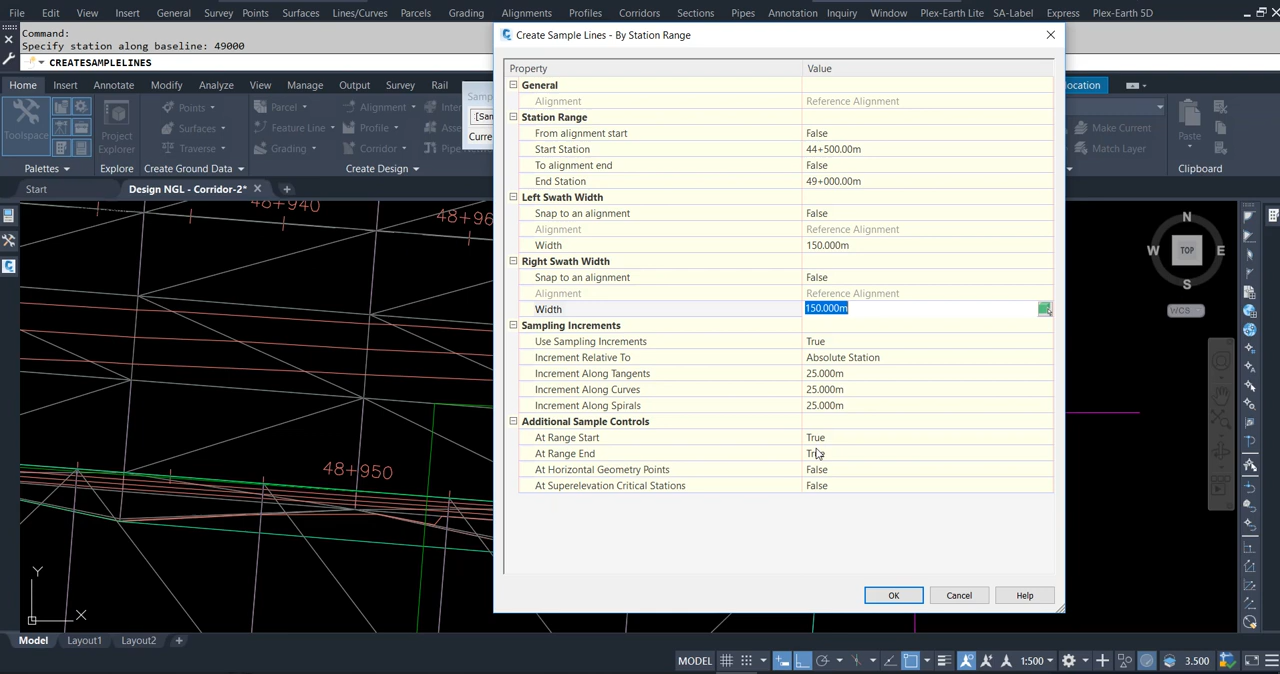 File Edit View Insert General Survey Points Surfaces Lines/Curves Parcels Grading Alignments Profiles Corridors Sections Pipes Annotation Inquiry Window Plex-Earth Lite SA-Label Express Plex-Earth 5D
Command:
Specify station along baseline: 49000
CREATESAMPLELINES
Create Sample Lines - By Station Range
Home Insert Annotate Modify Analyze View Manage Output Survey Rail
Toolspace
Project
Explorer
Points
Surfaces
Traverse
Parcel
Feature Line
Grading
Alignment
Profile
Corridor
Make Current
Match Layer
Paste
Palettes
Explore
Create Ground Data
Create Design
Clipboard
Start
Design NGL - Corridor-2*
Property Value
General
Alignment Reference Alignment
Station Range
From alignment start False
Start Station 44+500.00m
To alignment end False
End Station 49+000.00m
Left Swath Width
Snap to an alignment False
Alignment Reference Alignment
Width 150.000m
Right Swath Width
Snap to an alignment False
Alignment Reference Alignment
Width 150.000m
Sampling Increments
Use Sampling Increments True
Increment Relative To Absolute Station
Increment Along Tangents 25.000m
Increment Along Curves 25.000m
Increment Along Spirals 25.000m
Additional Sample Controls
At Range Start True
At Range End True
At Horizontal Geometry Points False
At Superelevation Critical Stations False
OK Cancel Help
48+940
48+950
N
W TOP E
S
WCS
Y
X
Model Layout1 Layout2
MODEL 1:500 3.500